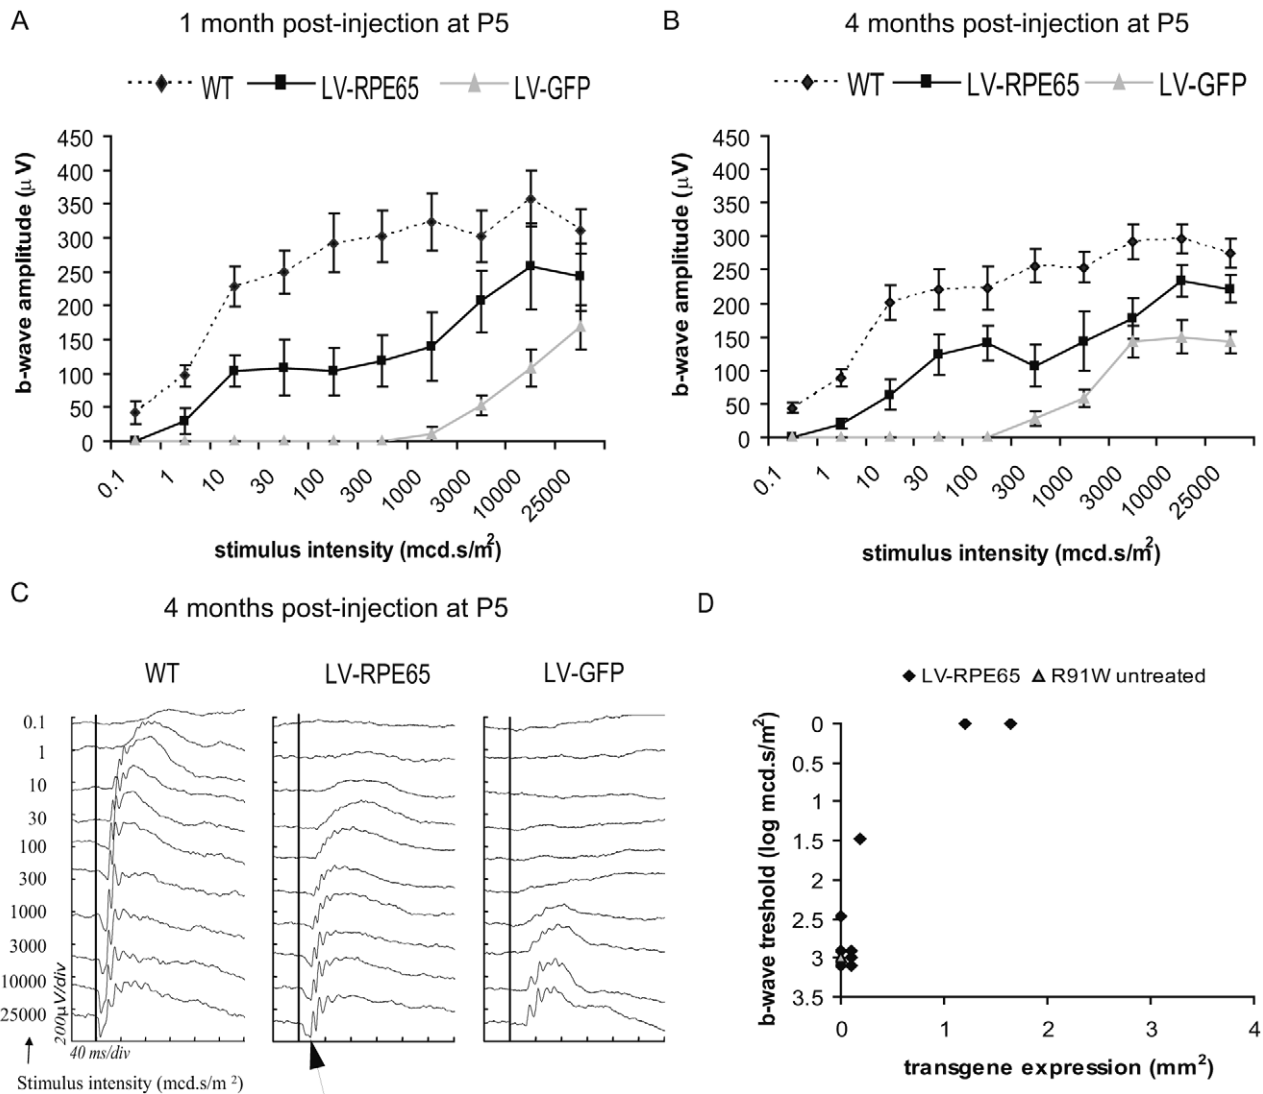 A
1 month post-injection at P5
WT LV-RPE65 LV-GFP
b-wave amplitude (μV)
450
400
350
300
250
200
150
100
50
0
0.1 1 10 30 100 300 1000 3000 10000 25000
stimulus intensity (mcd.s/m2)
B
4 months post-injection at P5
WT LV-RPE65 LV-GFP
b-wave amplitude (μV)
450
400
350
300
250
200
150
100
50
0
0.1 1 10 30 100 300 1000 3000 10000 25000
stimulus intensity (mcd.s/m2)
C
4 months post-injection at P5
WT LV-RPE65 LV-GFP
0.1
1
10
30
100
300
1000
3000
10000
25000
200μV/div
40 ms/div
Stimulus intensity (mcd.s/m 2)
D
LV-RPE65 R91W untreated
b-wave treshold (log mcd.s/m2)
0
0.5
1
1.5
2
2.5
3
3.5
0 1 2 3 4
transgene expression (mm2)